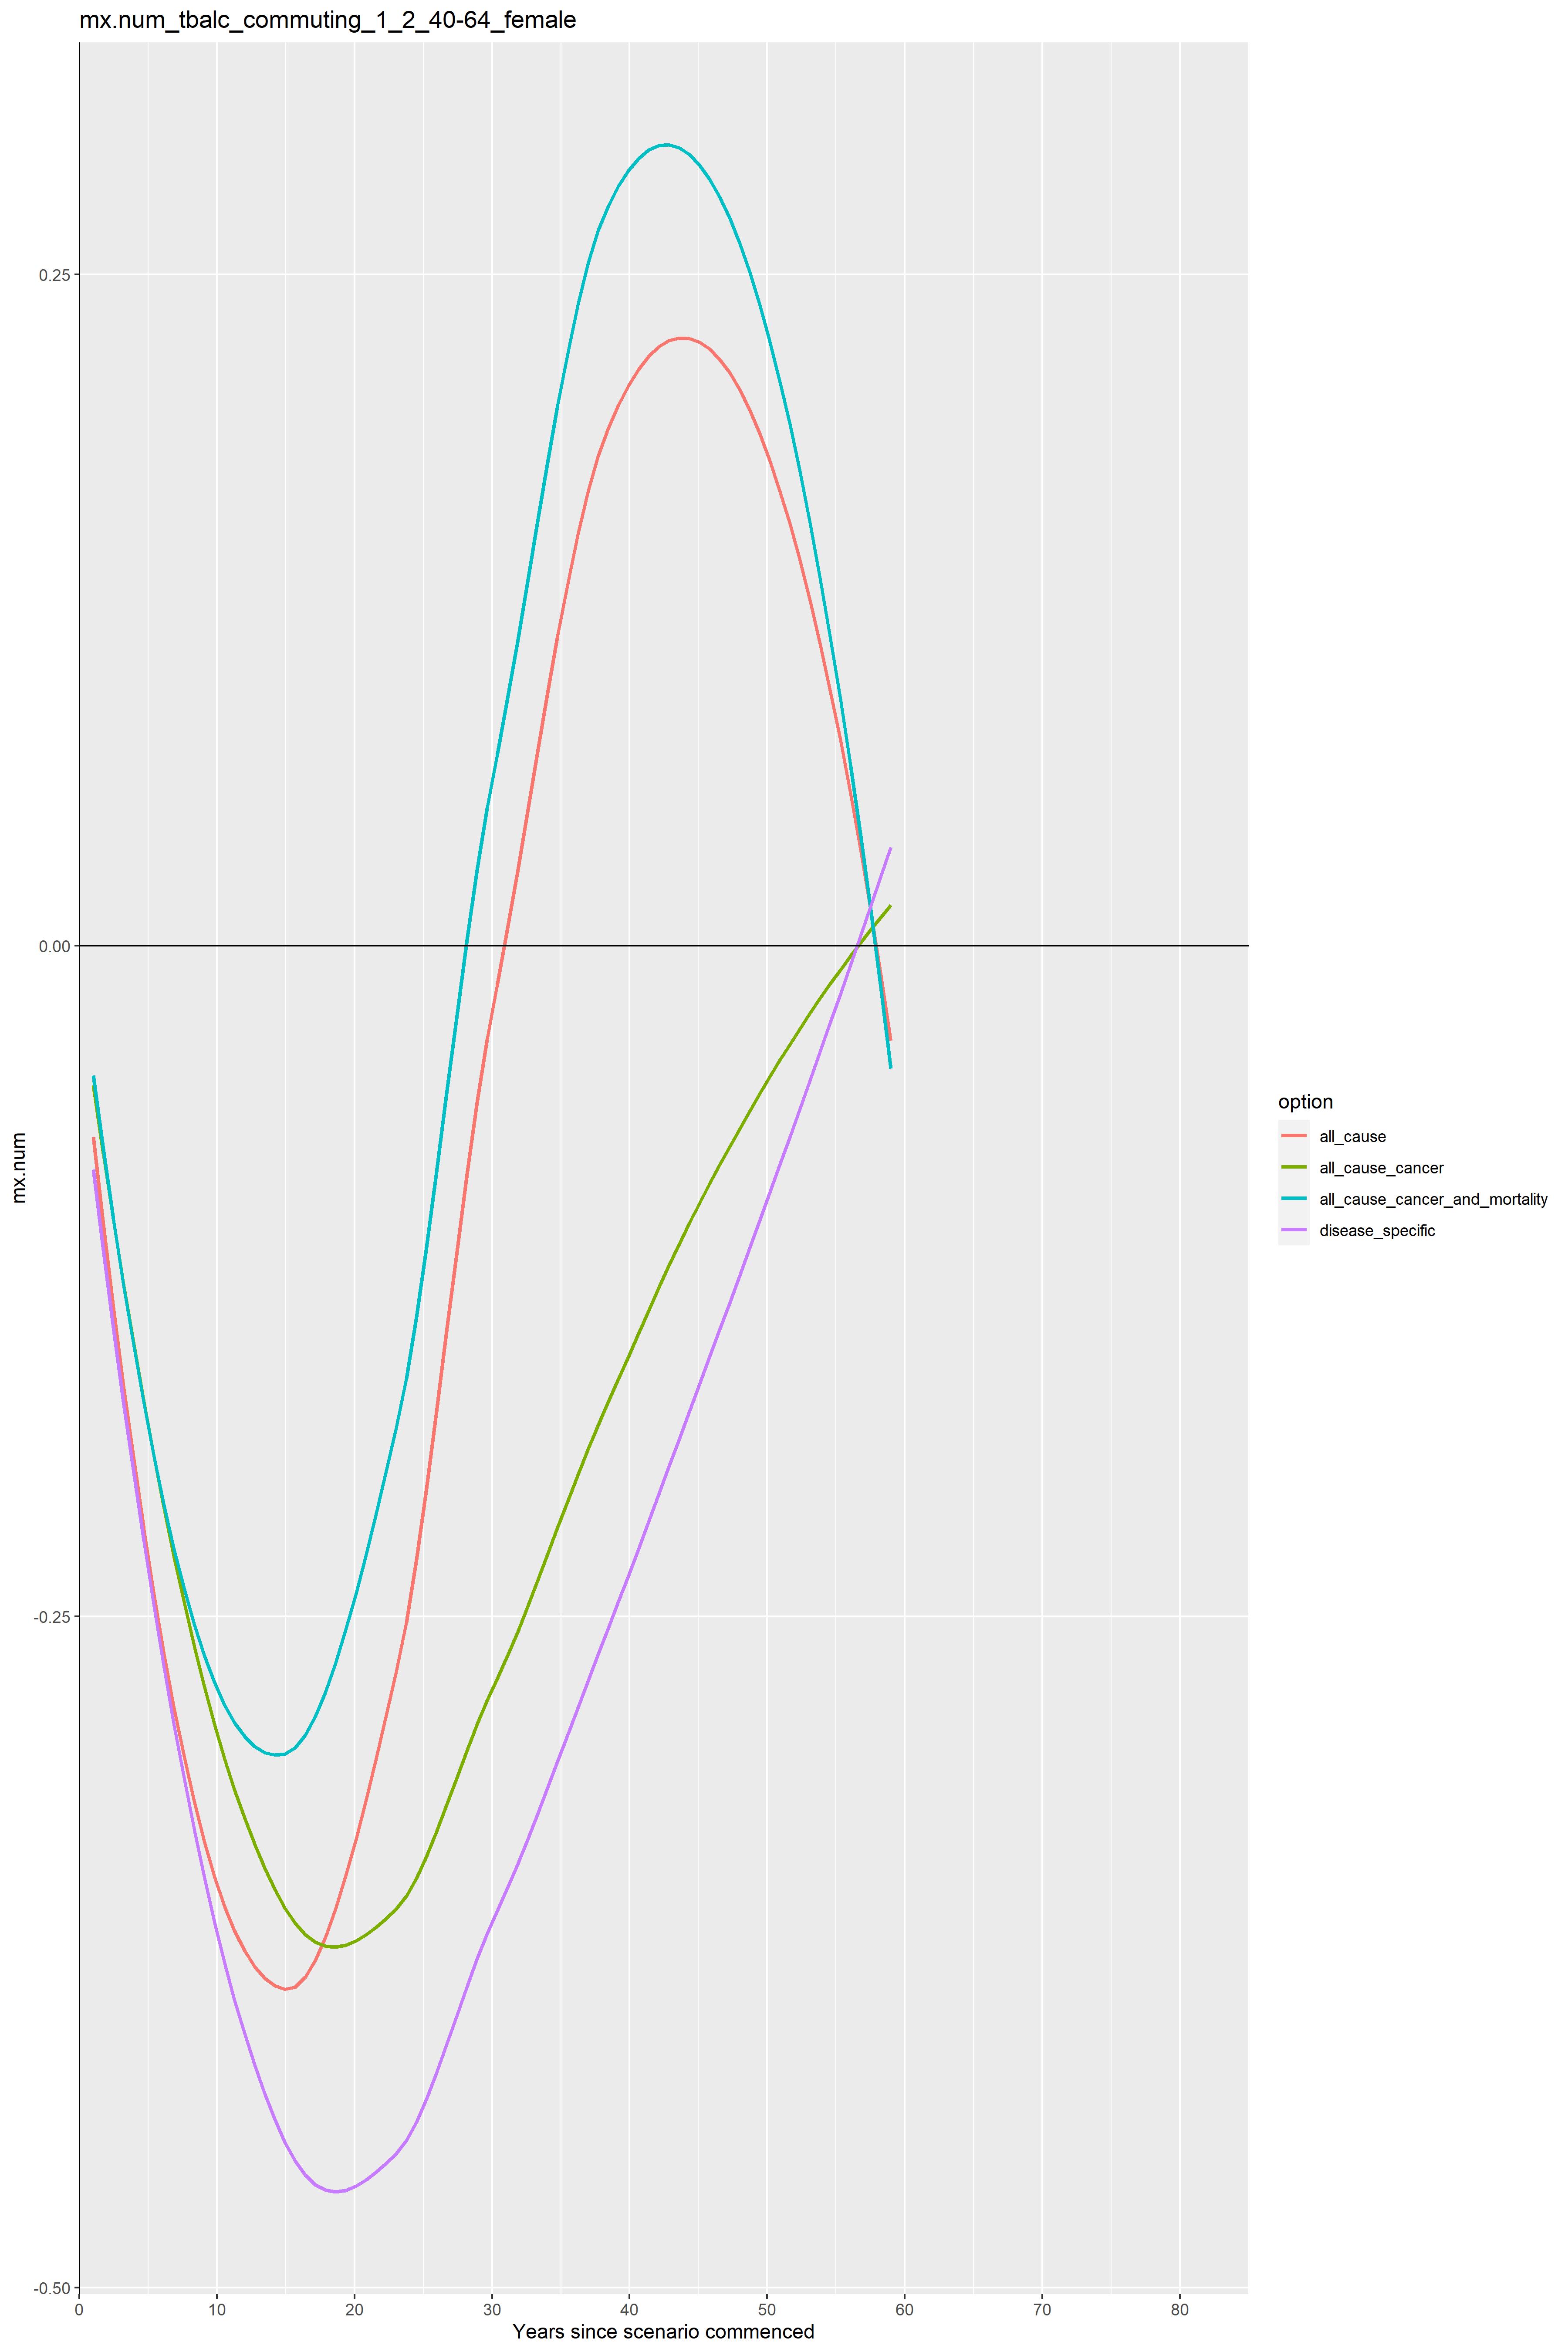 mx.num_tbalc_commuting_1_2_40-64_female
0.25
0.00
-0.25
-0.50
mx.num
0 10 20 30 40 50 60 70 80
Years since scenario commenced
option
all_cause
all_cause_cancer
all_cause_cancer_and_mortality
disease_specific